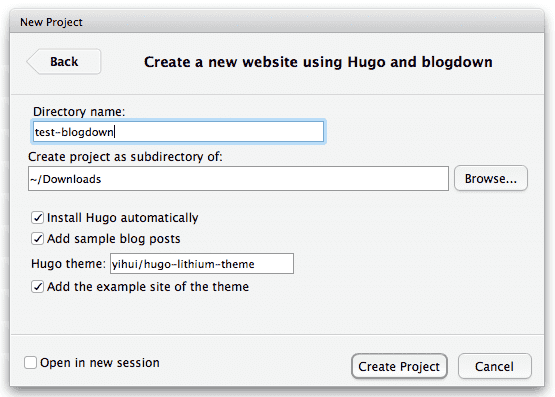 New Project
Back
Create a new website using Hugo and blogdown
Directory name:
test-blogdown
Create project as subdirectory of:
~/Downloads
Browse...
Install Hugo automatically
Add sample blog posts
Hugo theme: yihui/hugo-lithium-theme
Add the example site of the theme
Open in new session
Create Project
Cancel